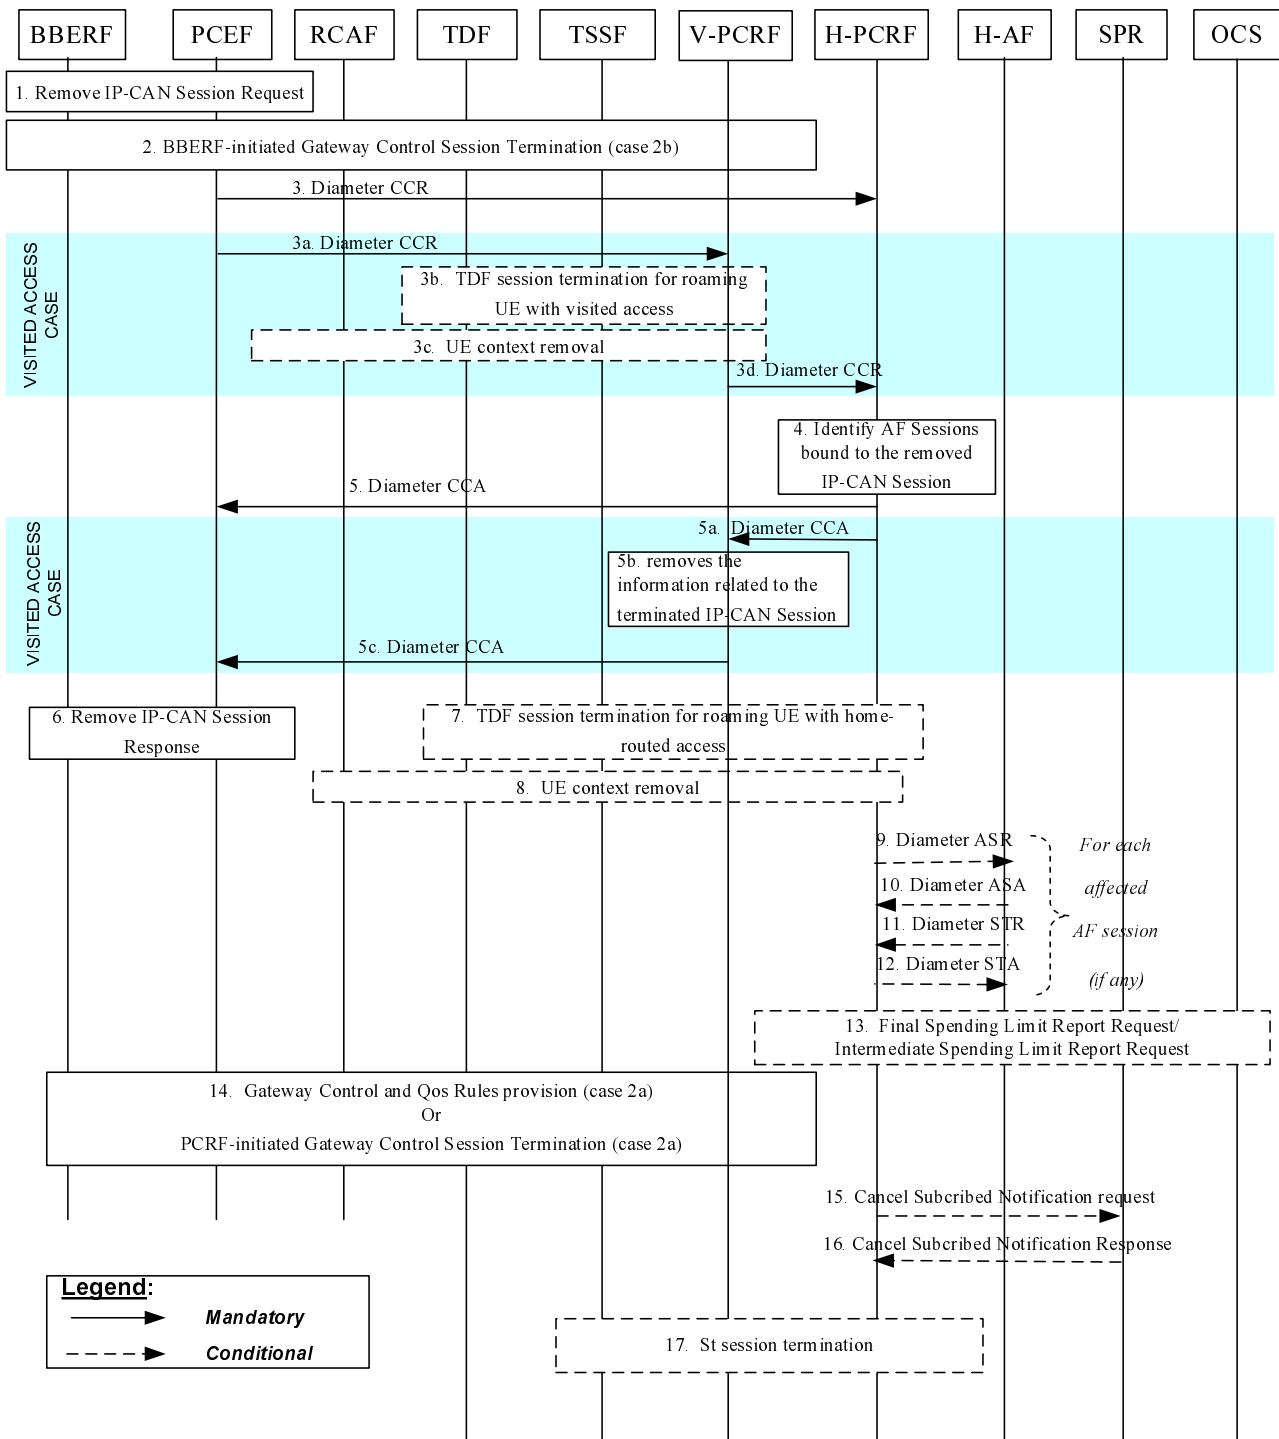 BBERF
PCEF
RCAF
TDF
TSSF
V-PCRF
H-PCRF
H-AF
SPR
OCS
1. Remove IP-CAN Session Request
2. BBERF-initiated Gateway Control Session Termination (case 2b)
3. Diameter CCR
VISITED ACCESS
CASE
3a. Diameter CCR
3b. TDF session termination for roaming
UE with visited access
3c. UE context removal
3d. Diameter CCR
4. Identify AF Sessions
bound to the removed
IP-CAN Session
5. Diameter CCA
VISITED ACCESS
CASE
5a. Diameter CCA
5b. removes the
information related to the
terminated IP-CAN Session
5c. Diameter CCA
6. Remove IP-CAN Session
Response
7. TDF session termination for roaming UE with home-
routed access
8. UE context removal
9. Diameter ASR
10. Diameter ASA
11. Diameter STR
12. Diameter STA
For each
affected
AF session
(if any)
13. Final Spending Limit Report Request/
Intermediate Spending Limit Report Request
14. Gateway Control and Qos Rules provision (case 2a)
Or
PCRF-initiated Gateway Control Session Termination (case 2a)
15. Cancel Subcribed Notification request
16. Cancel Subcribed Notification Response
Legend:
Mandatory
Conditional
17. St session termination